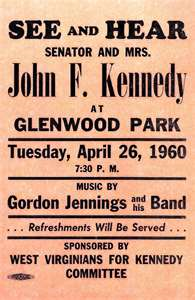 SEE AND HEAR
SENATOR AND MRS.
John F. Kennedy
AT
GLENWOOD PARK
Tuesday, April 26, 1960
7:30 P. M.
MUSIC BY
Gordon Jennings and his Band
. . . Refreshments Will Be Served . . .
SPONSORED BY
WEST VIRGINIANS FOR KENNEDY
COMMITTEE